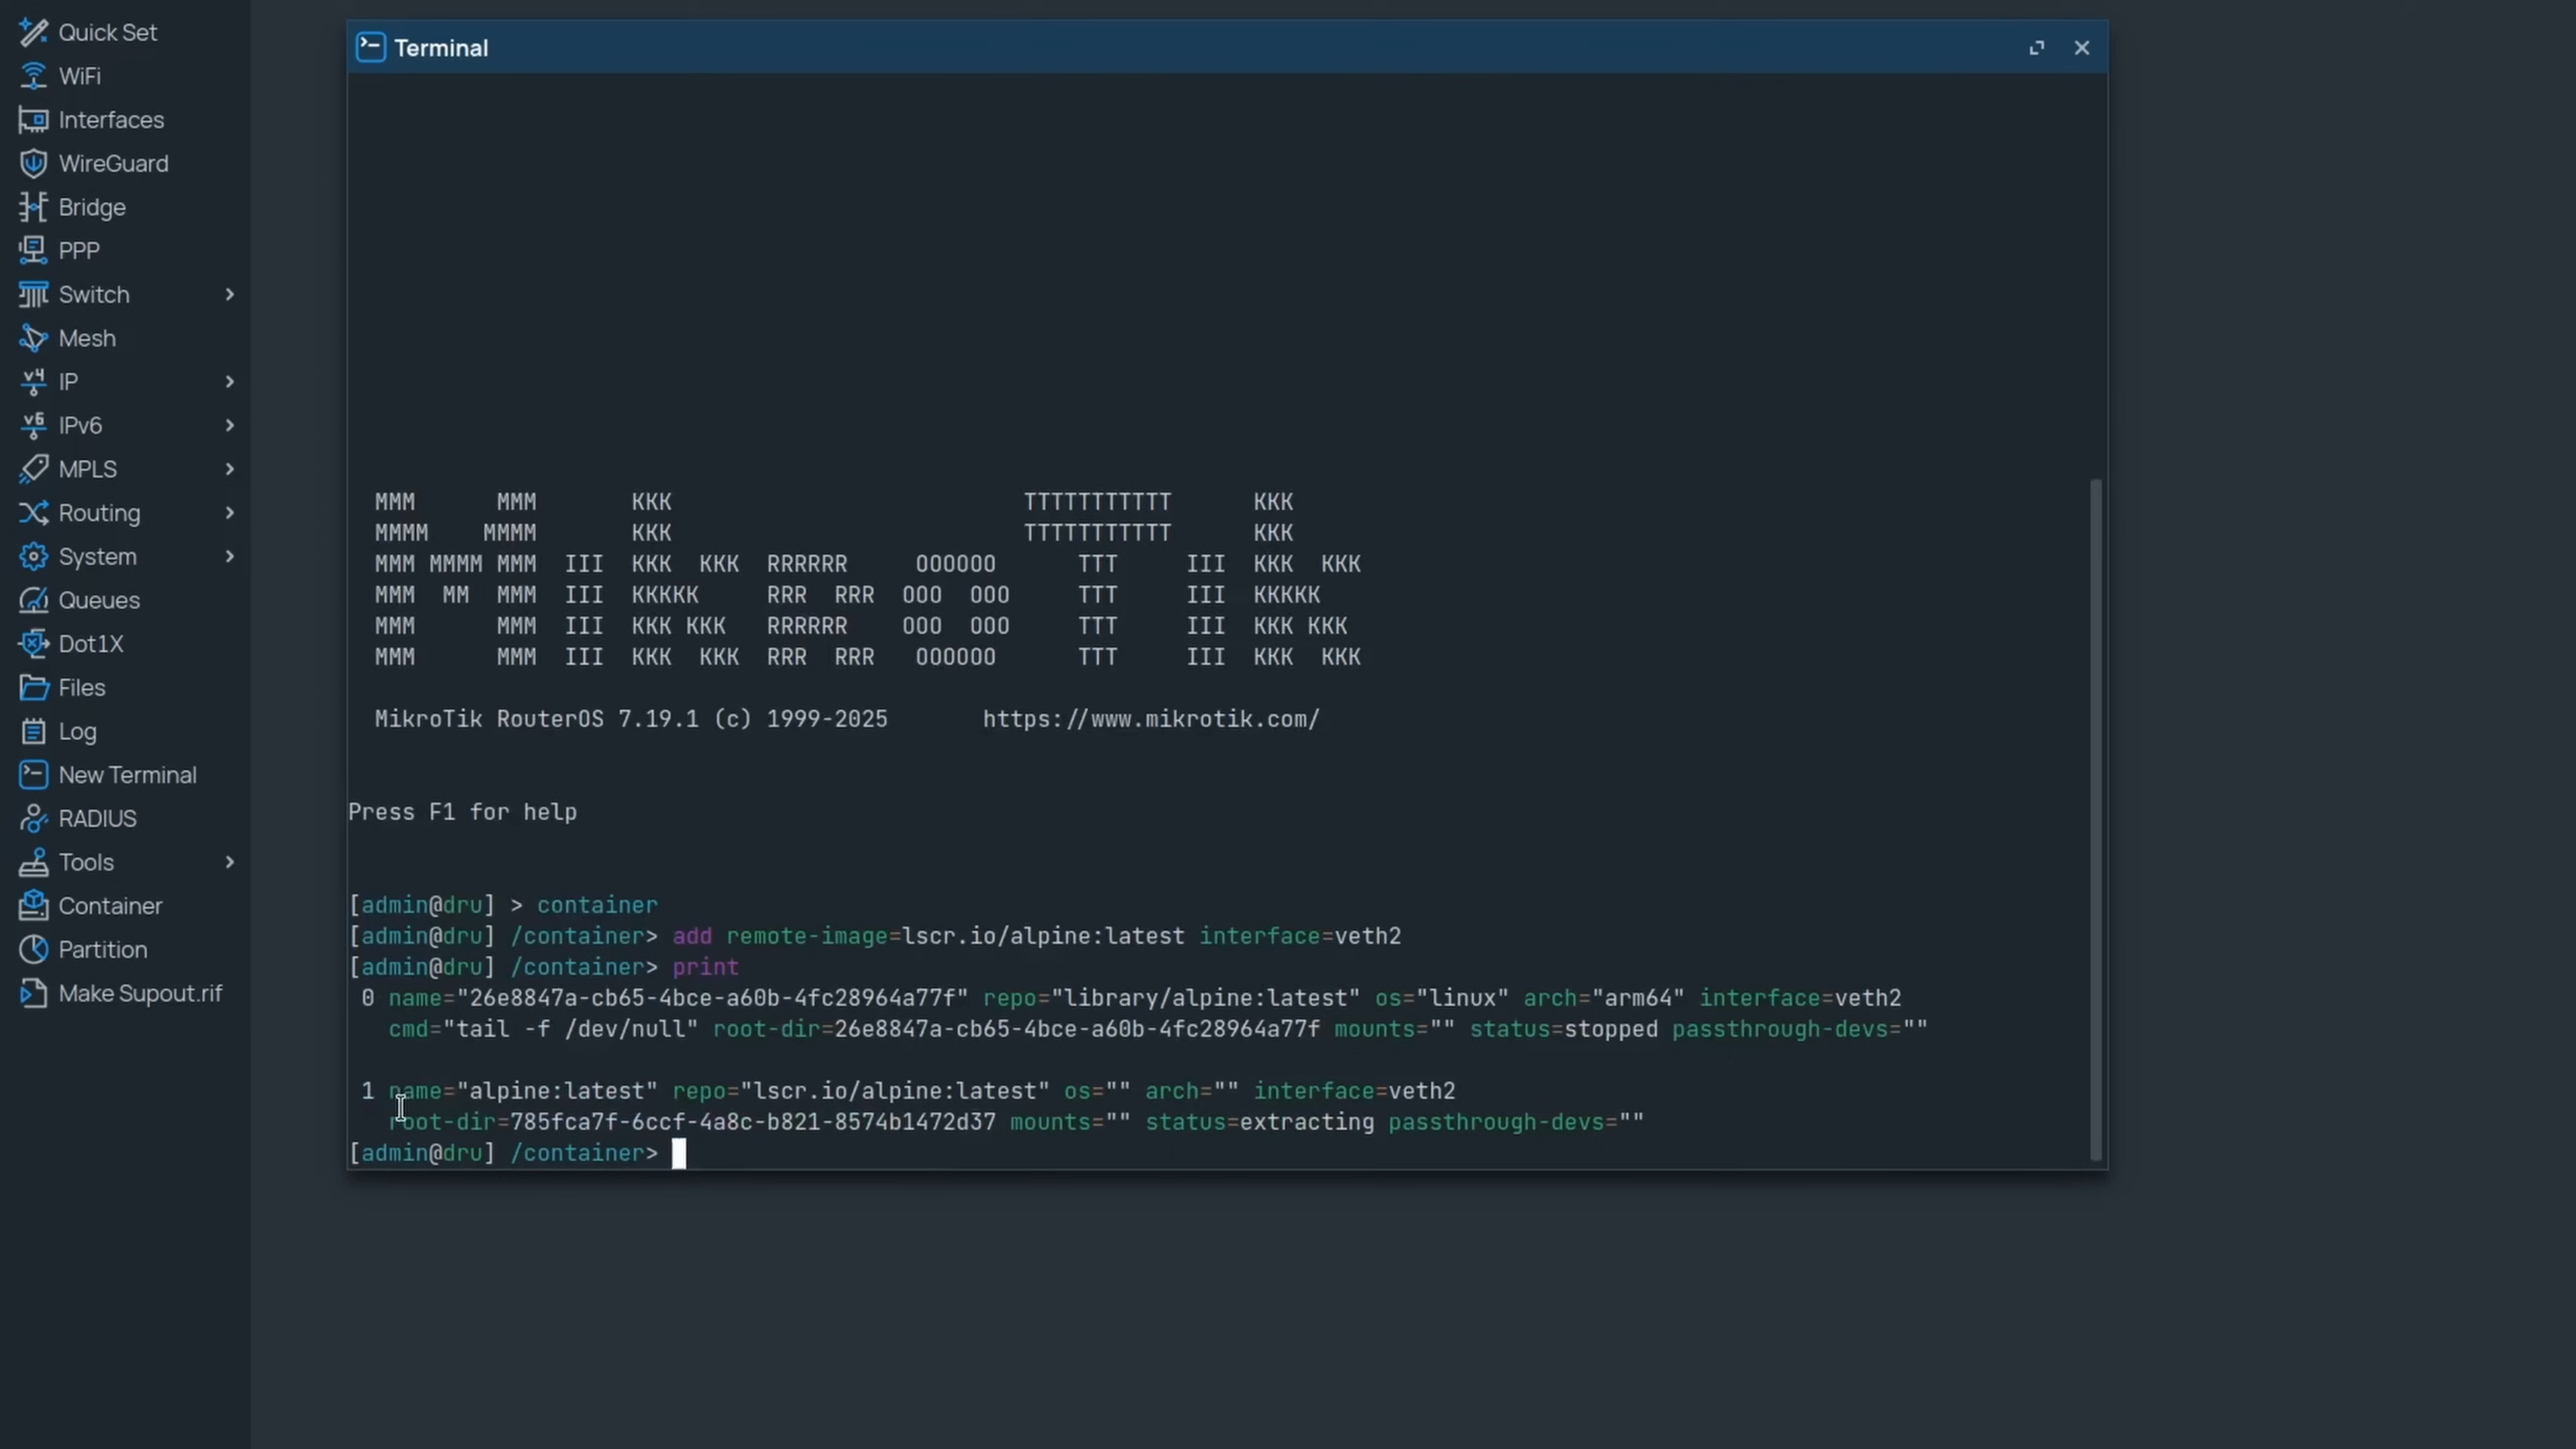 Quick Set
WiFi
Interfaces
WireGuard
Bridge
PPP
Switch
Mesh
IP
IPv6
MPLS
Routing
System
Queues
Dot1X
Files
Log
New Terminal
RADIUS
Tools
Container
Partition
Make Supout.rif
Terminal
MMM      MMM       KKK                          TTTTTTTTTTT      KKK
MMMM    MMMM       KKK                          TTTTTTTTTTT      KKK
MMM MMMM MMM  III  KKK  KKK  RRRRRR     OOOOOO      TTT     III  KKK  KKK
MMM  MM  MMM  III  KKKKK     RRR  RRR  OOO  OOO     TTT     III  KKKKK
MMM      MMM  III  KKK KKK   RRRRRR    OOO  OOO     TTT     III  KKK KKK
MMM      MMM  III  KKK  KKK  RRR  RRR   OOOOOO      TTT     III  KKK  KKK
MikroTik RouterOS 7.19.1 (c) 1999-2025       https://www.mikrotik.com/
Press F1 for help
[admin@dru] > container
[admin@dru] /container> add remote-image=lscr.io/alpine:latest interface=veth2
[admin@dru] /container> print
0 name="26e8847a-cb65-4bce-a60b-4fc28964a77f" repo="library/alpine:latest" os="linux" arch="arm64" interface=veth2
cmd="tail -f /dev/null" root-dir=26e8847a-cb65-4bce-a60b-4fc28964a77f mounts="" status=stopped passthrough-devs=""
1 name="alpine:latest" repo="lscr.io/alpine:latest" os="" arch="" interface=veth2
root-dir=785fca7f-6ccf-4a8c-b821-8574b1472d37 mounts="" status=extracting passthrough-devs=""
[admin@dru] /container>